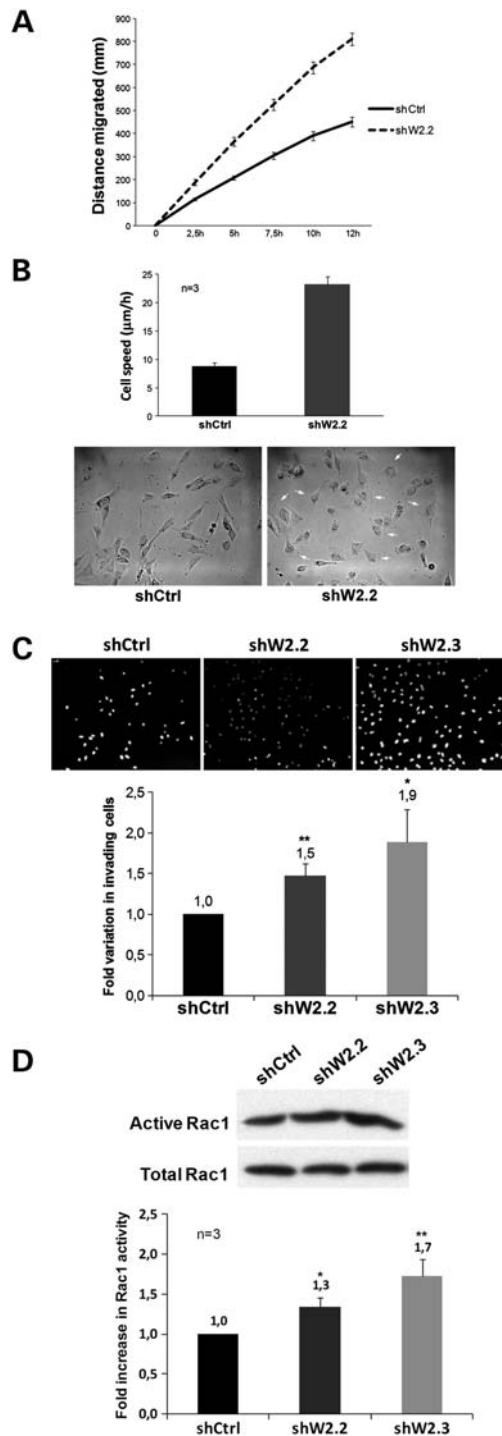 A
Distance migrated (mm)
900
800
700
600
500
400
300
200
100
0
0 2,5h 5h 7,5h 10h 12h
shCtrl
shW2.2
B
Cell speed (µm/h)
25
20
15
10
5
0
n=3
shCtrl shW2.2
shCtrl shW2.2
C
shCtrl shW2.2 shW2.3
Fold variation in invading cells
2,5
2,0
1,5
1,0
0,5
0,0
1,0
**
1,5
*
1,9
shCtrl shW2.2 shW2.3
D
shCtrl shW2.2 shW2.3
Active Rac1
Total Rac1
Fold increase in Rac1 activity
2,5
2,0
1,5
1,0
0,5
0,0
n=3
1,0
*
1,3
**
1,7
shCtrl shW2.2 shW2.3